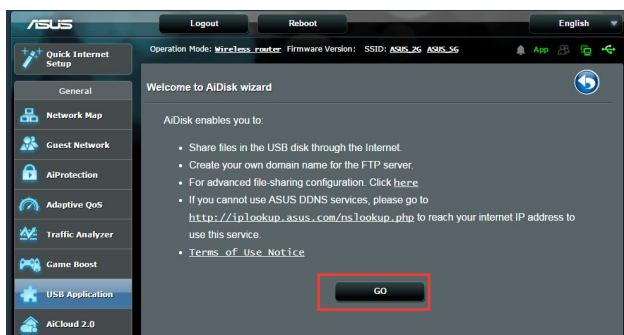 ASUS Logout Reboot English
Quick Internet
Setup
Operation Mode: Wireless router Firmware Version: SSID: ASUS_2G ASUS_5G App
General
Network Map
Guest Network
AiProtection
Adaptive QoS
Traffic Analyzer
Game Boost
USB Application
AiCloud 2.0
Welcome to AiDisk wizard
AiDisk enables you to:
• Share files in the USB disk through the Internet.
• Create your own domain name for the FTP server.
• For advanced file-sharing configuration. Click here
• If you cannot use ASUS DDNS services, please go to
http://iplookup.asus.com/nslookup.php to reach your internet IP address to
use this service.
• Terms of Use Notice
GO